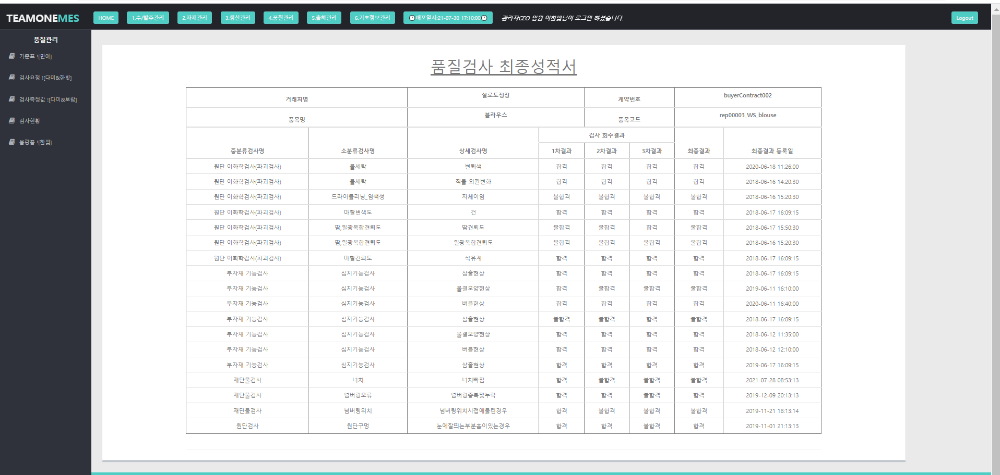 TEAMONEMES HOME 1.수/발주관리 2.자재관리 3.생산관리 4.품질관리 5.출하관리 6.기초정보관리 배포일시:21-07-30 17:10:00 관리자CEO 임원 이한빛님이 로그인 하셨습니다. Logout
품질관리
기준표 ![민아]
검사요청 ![다미&한빛]
검사측정값 ![다미&보람]
검사현황
불량품 ![한빛]
품질검사 최종성적서
거래처명 살로토정장 계약번호 buyerContract002
품목명 블라우스 품목코드 rep00003_WS_blouse
검사 회수결과
중분류검사명 소분류검사명 상세검사명 1차결과 2차결과 3차결과 최종결과 최종결과 등록일
원단 이화학검사(파괴검사) 물세탁 변퇴색 합격 합격 합격 합격 2020-06-18 11:26:00
원단 이화학검사(파괴검사) 물세탁 직물 외관변화 합격 합격 합격 합격 2018-06-16 14:20:30
원단 이화학검사(파괴검사) 드라이클리닝_염색성 자체이염 불합격 불합격 불합격 불합격 2018-06-16 15:20:30
원단 이화학검사(파괴검사) 마찰변색도 건 합격 합격 합격 합격 2018-06-17 16:09:15
원단 이화학검사(파괴검사) 땀,일광복합견뢰도 땀견뢰도 불합격 불합격 합격 불합격 2018-06-17 15:50:30
원단 이화학검사(파괴검사) 땀,일광복합견뢰도 일광복합견뢰도 불합격 불합격 불합격 불합격 2018-06-16 15:20:30
원단 이화학검사(파괴검사) 마찰견뢰도 석유계 합격 합격 합격 합격 2018-06-17 16:09:15
부자재 기능검사 심지기능검사 삼출현상 합격 합격 합격 합격 2018-06-17 16:09:15
부자재 기능검사 심지기능검사 물결모양현상 합격 불합격 불합격 불합격 2019-06-11 16:10:00
부자재 기능검사 심지기능검사 버블현상 합격 합격 합격 합격 2020-06-11 16:40:00
부자재 기능검사 심지기능검사 삼출현상 불합격 불합격 합격 불합격 2018-06-17 16:09:15
부자재 기능검사 심지기능검사 물결모양현상 합격 합격 합격 합격 2018-06-12 11:35:00
부자재 기능검사 심지기능검사 버블현상 합격 합격 합격 합격 2018-06-12 12:10:00
부자재 기능검사 심지기능검사 삼출현상 합격 합격 합격 합격 2019-06-17 16:09:15
재단물검사 너치 너치빠짐 합격 불합격 불합격 불합격 2021-07-28 08:53:13
재단물검사 넘버링오류 넘버링중복및누락 합격 합격 불합격 합격 2019-12-09 20:13:13
재단물검사 넘버링위치 넘버링위치시접에물린경우 합격 불합격 불합격 불합격 2019-11-21 18:13:14
원단검사 원단구멍 눈에잘띄는부분홈이있는경우 합격 합격 불합격 합격 2019-11-01 21:13:13